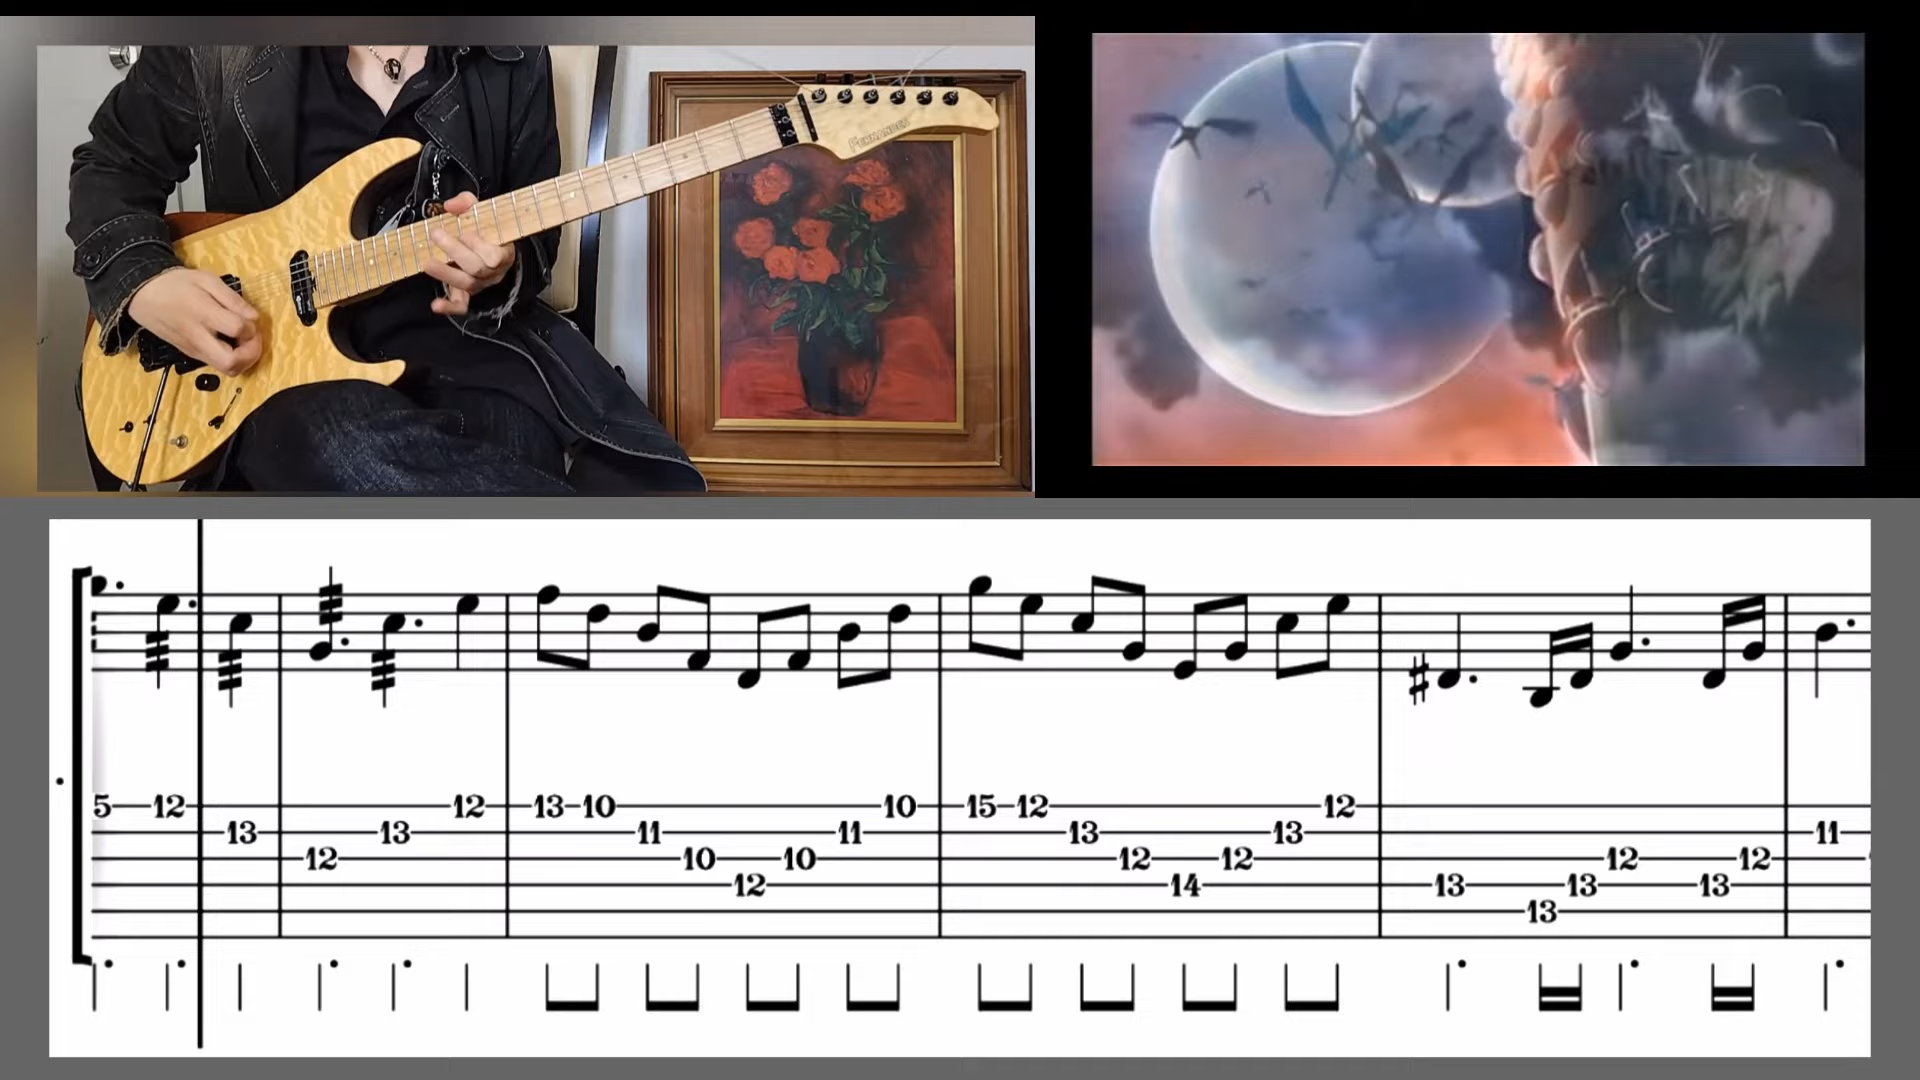 FERNANDES
5 12 12 13 10 10 15 12 12
13 13 11 11 13 13 11
12 10 10 12 12 12 12
12 14 13 13 13
13